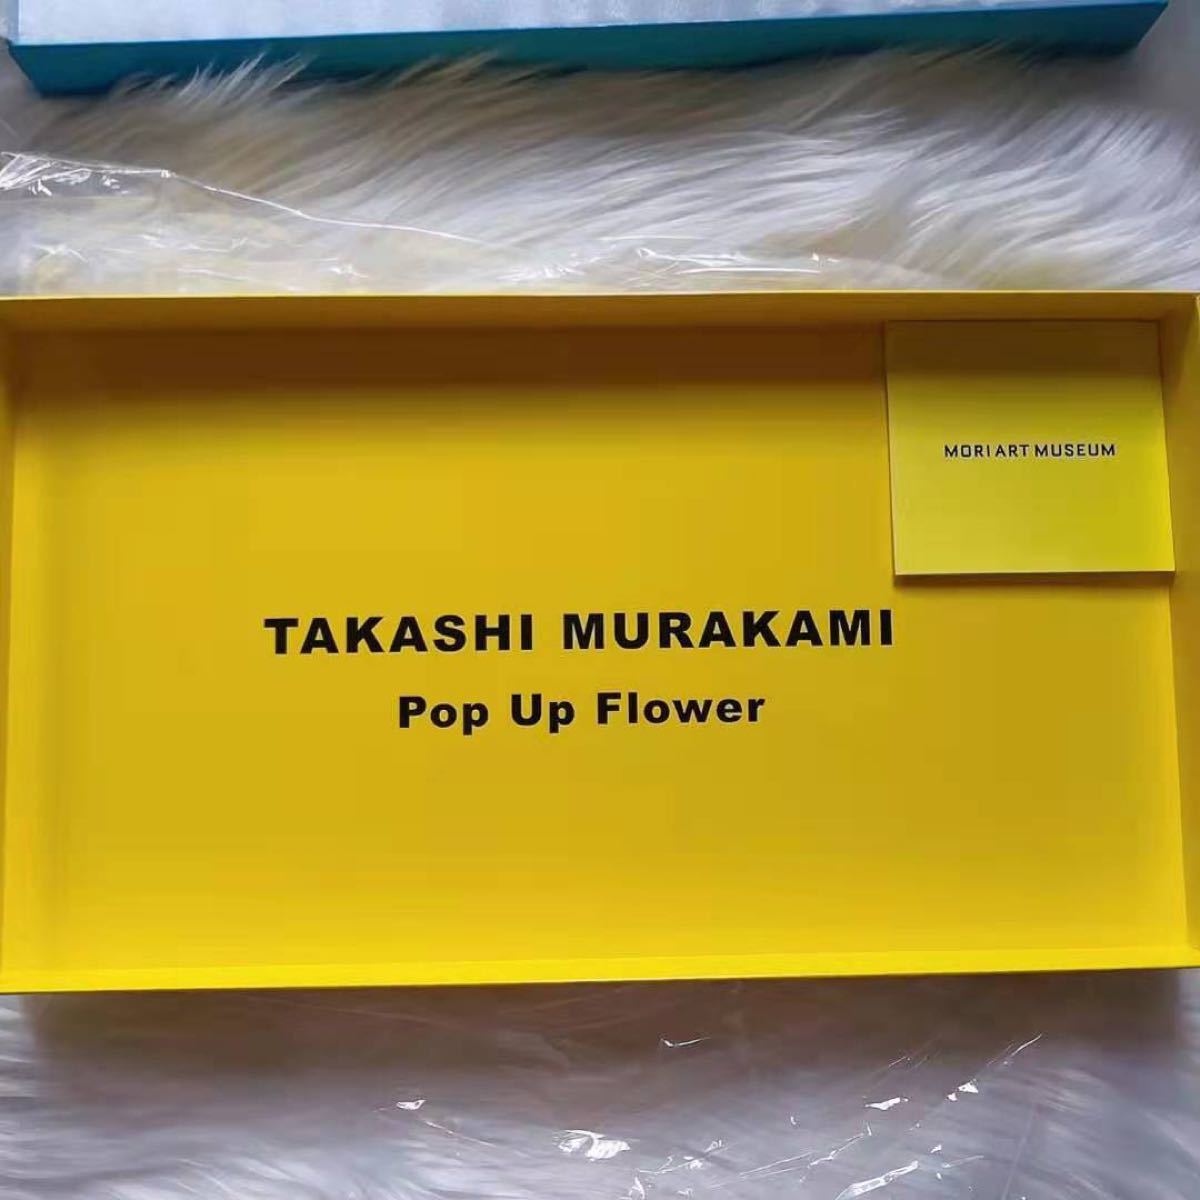 MORI ART MUSEUM
TAKASHI MURAKAMI
Pop Up Flower